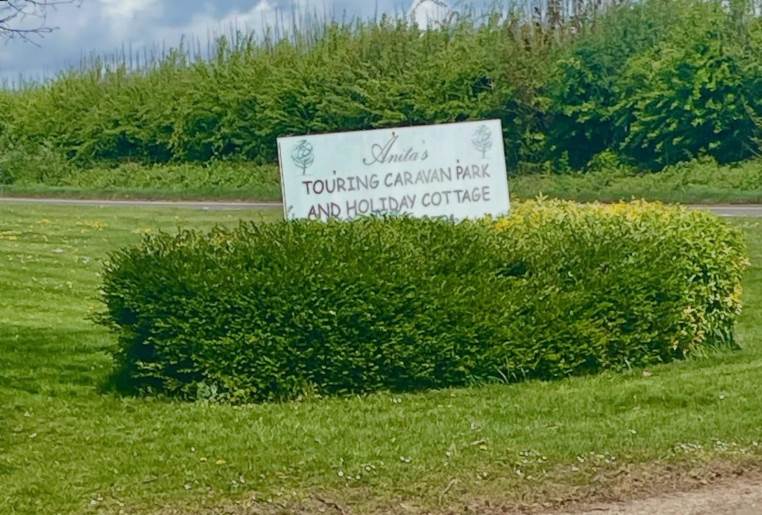 Anita's
TOURING CARAVAN PARK
AND HOLIDAY COTTAGE